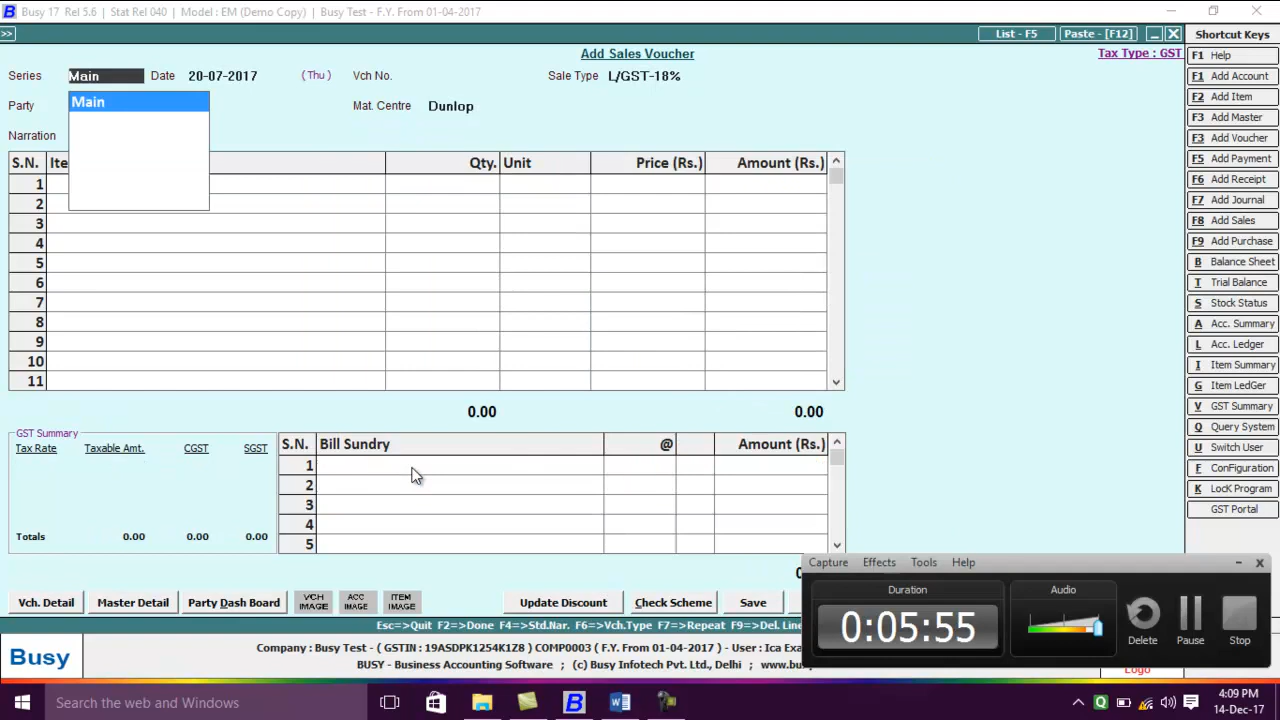 Busy 17 Rel 5.6 | Stat Rel 040 | Model : EM (Demo Copy) | Busy Test - F.Y. From 01-04-2017
>> List - F5 Paste - [F12] Shortcut Keys
Add Sales Voucher
Tax Type : GST
Series Main Date 20-07-2017 ( Thu ) Vch No. Sale Type L/GST-18%
Main
Party Mat. Centre Dunlop
Narration
S.N. Ite Qty. Unit Price (Rs.) Amount (Rs.)
1
2
3
4
5
6
7
8
9
10
11
0.00 0.00
GST Summary
Tax Rate Taxable Amt. CGST SGST
Totals 0.00 0.00 0.00
S.N. Bill Sundry @ Amount (Rs.)
1
2
3
4
5
F1 Help
F1 Add Account
F2 Add Item
F3 Add Master
F3 Add Voucher
F5 Add Payment
F6 Add Receipt
F7 Add Journal
F8 Add Sales
F9 Add Purchase
B Balance Sheet
T Trial Balance
S Stock Status
A Acc. Summary
L Acc. Ledger
I Item Summary
G Item LedGer
V GST Summary
Q Query System
U Switch User
F ConFiguration
K LocK Program
GST Portal
Capture Effects Tools Help
Duration Audio
0:05:55
Delete Pause Stop
Vch. Detail Master Detail Party Dash Board VCH IMAGE ACC IMAGE ITEM IMAGE Update Discount Check Scheme Save
Esc=>Quit F2=>Done F4=>Std.Nar. F6=>Vch.Type F7=>Repeat F9=>Del. Line
Busy
Company : Busy Test - ( GSTIN : 19ASDPK1254K1Z8 ) COMP0003 ( F.Y. From 01-04-2017 ) - User : Ica Exa
BUSY - Business Accounting Software ; (c) Busy Infotech Pvt. Ltd., Delhi ; www.bu
Logo
Search the web and Windows
4:09 PM
14-Dec-17